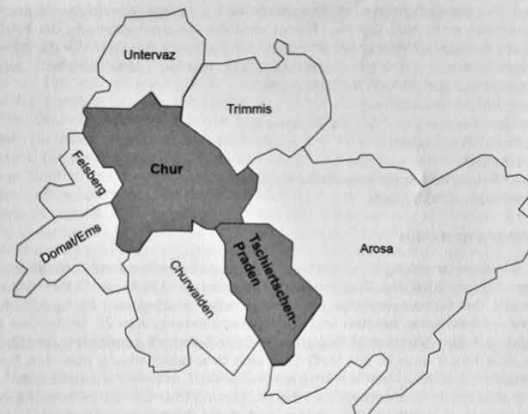 Untervaz
Trimmis
Felsberg
Chur
Domat/Ems
Churwalden
Tschiertschen-
Praden
Arosa